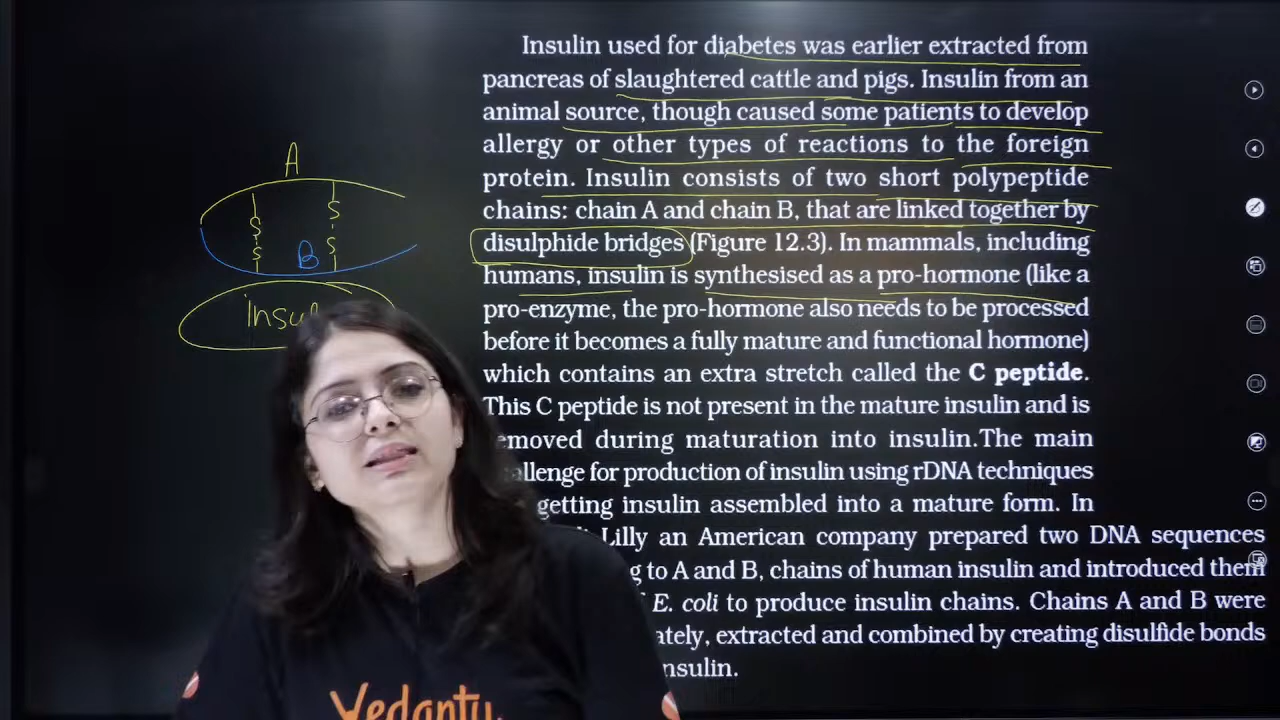 Insulin used for diabetes was earlier extracted from
pancreas of slaughtered cattle and pigs. Insulin from an
animal source, though caused some patients to develop
allergy or other types of reactions to the foreign
protein. Insulin consists of two short polypeptide
chains: chain A and chain B, that are linked together by
disulphide bridges (Figure 12.3). In mammals, including
humans, insulin is synthesised as a pro-hormone (like a
pro-enzyme, the pro-hormone also needs to be processed
before it becomes a fully mature and functional hormone)
which contains an extra stretch called the C peptide.
This C peptide is not present in the mature insulin and is
emoved during maturation into insulin.The main
allenge for production of insulin using rDNA techniques
getting insulin assembled into a mature form. In
Lilly an American company prepared two DNA sequences
g to A and B, chains of human insulin and introduced them
E. coli to produce insulin chains. Chains A and B were
ately, extracted and combined by creating disulfide bonds
nsulin.
A
S S
S S
B
Insul
Vedantu